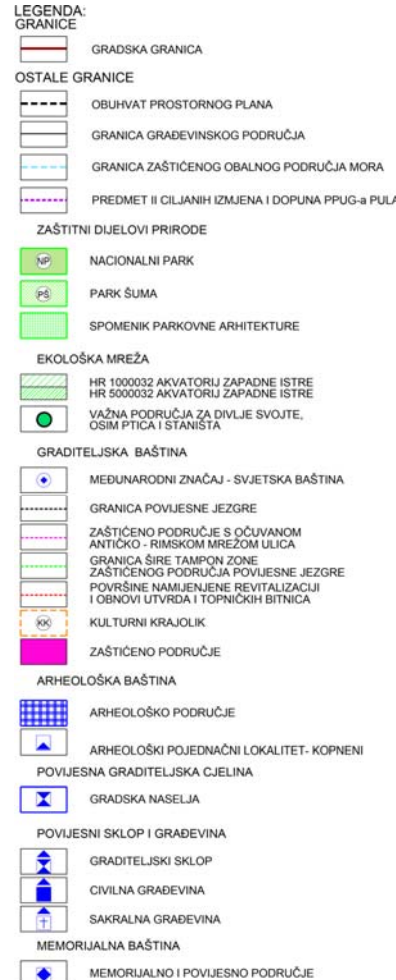 LEGENDA:
GRANICE
GRADSKA GRANICA
OSTALE GRANICE
OBUHVAT PROSTORNOG PLANA
GRANICA GRAĐEVINSKOG PODRUČJA
GRANICA ZAŠTIĆENOG OBALNOG PODRUČJA MORA
PREDMET II CILJANIH IZMJENA I DOPUNA PPUG-a PULA
ZAŠTITNI DIJELOVI PRIRODE
NP NACIONALNI PARK
PŠ PARK ŠUMA
SPOMENIK PARKOVNE ARHITEKTURE
EKOLOŠKA MREŽA
HR 1000032 AKVATORIJ ZAPADNE ISTRE
HR 5000032 AKVATORIJ ZAPADNE ISTRE
VAŽNA PODRUČJA ZA DIVLJE SVOJTE,
OSIM PTICA I STANIŠTA
GRADITELJSKA BAŠTINA
MEĐUNARODNI ZNAČAJ - SVJETSKA BAŠTINA
GRANICA POVIJESNE JEZGRE
ZAŠTIĆENO PODRUČJE S OČUVANOM
ANTIČKO - RIMSKOM MREŽOM ULICA
GRANICA ŠIRE TAMPON ZONE
ZAŠTIĆENOG PODRUČJA POVIJESNE JEZGRE
POVRŠINE NAMIJENJENE REVITALIZACIJI
I OBNOVI UTVRDA I TOPNIČKIH BITNICA
KK KULTURNI KRAJOLIK
ZAŠTIĆENO PODRUČJE
ARHEOLOŠKA BAŠTINA
ARHEOLOŠKO PODRUČJE
ARHEOLOŠKI POJEDNAČNI LOKALITET- KOPNENI
POVIJESNA GRADITELJSKA CJELINA
GRADSKA NASELJA
POVIJESNI SKLOP I GRAĐEVINA
GRADITELJSKI SKLOP
CIVILNA GRAĐEVINA
SAKRALNA GRAĐEVINA
MEMORIJALNA BAŠTINA
MEMORIJALNO I POVIJESNO PODRUČJE